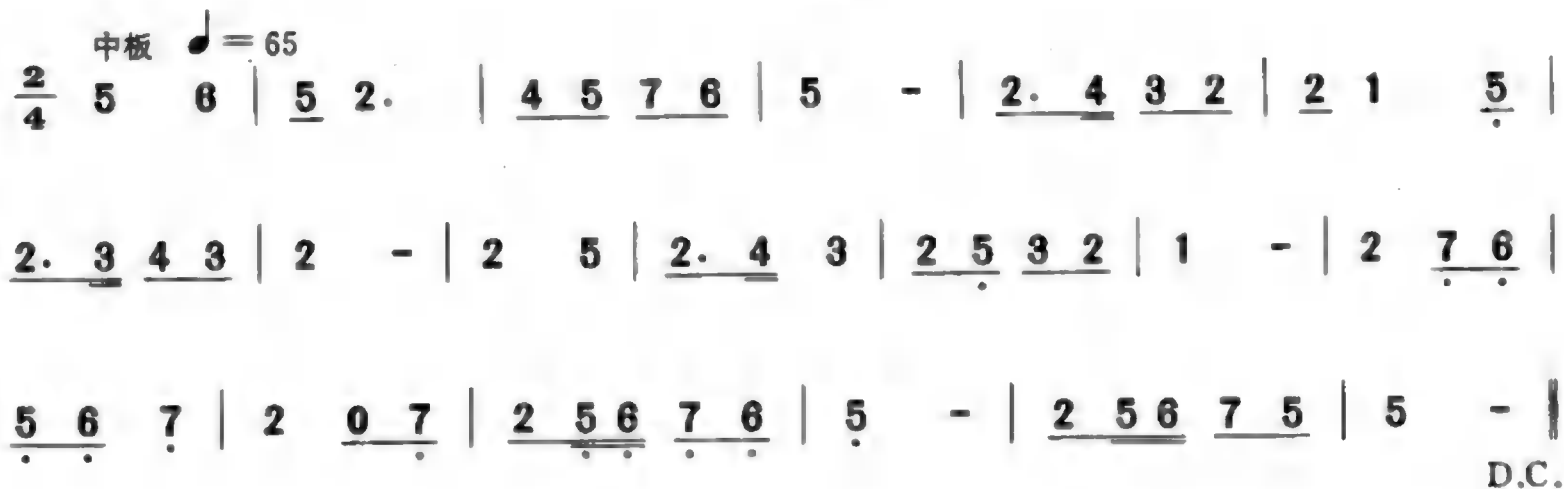 中板 ♩= 65
2/4 5 6 | 5 2· | 4 5 7 6 | 5 - | 2· 4 3 2 | 2 1 5̣ |
2· 3 4 3 | 2 - | 2 5 | 2· 4 3 | 2 5̣ 3 2 | 1 - | 2 7̣ 6̣ |
5̣ 6̣ 7̣ | 2 0 7̣ | 2 5̣ 6̣ 7̣ 6̣ | 5̣ - | 2 5 6 7 5 | 5 - ‖
D.C.